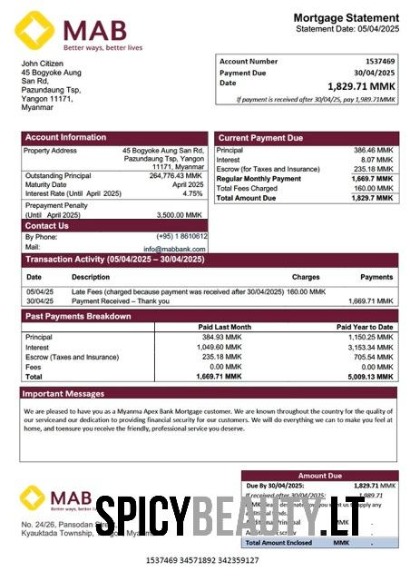 MAB
Better ways, better lives
Mortgage Statement
Statement Date: 05/04/2025
John Citizen
45 Bogyoke Aung
San Rd,
Pazundaung Tsp,
Yangon 11171,
Myanmar
Account Number 1537469
Payment Due 30/04/2025
Date 1,829.71 MMK
If payment is received after 30/04/25, pay 1,989.71MMK
Account Information
Property Address 45 Bogyoke Aung San Rd,
Pazundaung Tsp, Yangon
11171, Myanmar
Outstanding Principal 264,776.43 MMK
Maturity Date April 2025
Interest Rate (Until April 2025) 4.75%
Prepayment Penalty
(Until April 2025) 3,500.00 MMK
Contact Us
By Phone: (+95) 1 8610612
Mail: info@mabbank.com
Current Payment Due
Principal 386.46 MMK
Interest 8.07 MMK
Escrow (for Taxes and Insurance) 235.18 MMK
Regular Monthly Payment 1,669.7 MMK
Total Fees Charged 160.00 MMK
Total Amount Due 1,829.7 MMK
Transaction Activity (05/04/2025 – 30/04/2025)
Date Description Charges Payments
05/04/25 Late Fees (charged because payment was received after 30/04/2025) 160.00 MMK
30/04/25 Payment Received – Thank you 1,669.71 MMK
Past Payments Breakdown
Paid Last Month Paid Year to Date
Principal 384.93 MMK 1,150.25 MMK
Interest 1,049.60 MMK 3,153.34 MMK
Escrow (Taxes and Insurance) 235.18 MMK 705.54 MMK
Fees 0.00 MMK 0.00 MMK
Total 1,669.71 MMK 5,009.13 MMK
Important Messages
We are pleased to have you as a Myanma Apex Bank Mortgage customer. We are known throughout the country for the quality of
our serviceand our dedication to providing financial security for our customers. We will do everything we can to make you feel at
home, and toensure you receive the friendly, professional service you deserve.
MAB
Better ways, better lives
No. 24/26, Pansodan Street,
Kyauktada Township, Yangon, Myanmar
Amount Due
Due By 30/04/2025: 1,829.71 MMK
If received after 30/04/25: 1,989.71
Total Amount Enclosed MMK .
SPICYBEAUTY.LT
1537469 34571892 342359127